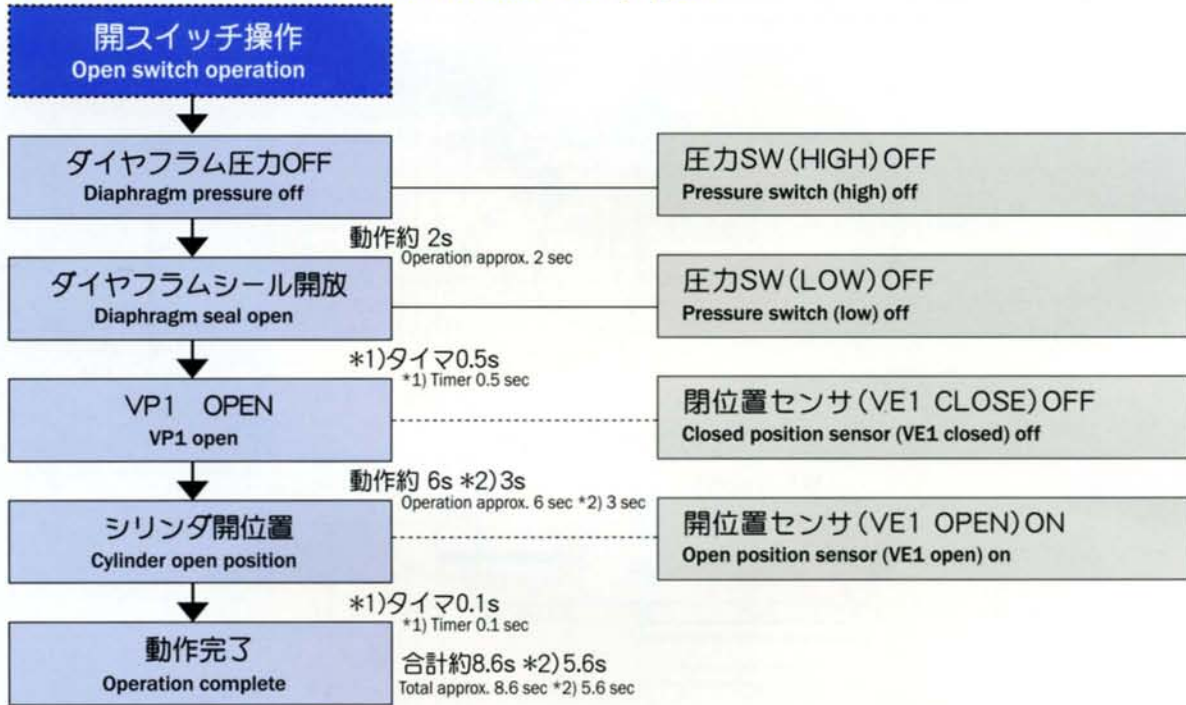 開スイッチ操作
Open switch operation
ダイヤフラム圧力OFF
Diaphragm pressure off
圧力SW(HIGH)OFF
Pressure switch (high) off
動作約 2s
Operation approx. 2 sec
ダイヤフラムシール開放
Diaphragm seal open
圧力SW(LOW)OFF
Pressure switch (low) off
*1)タイマ0.5s
*1) Timer 0.5 sec
VP1 OPEN
VP1 open
閉位置センサ(VE1 CLOSE)OFF
Closed position sensor (VE1 closed) off
動作約 6s *2)3s
Operation approx. 6 sec *2) 3 sec
シリンダ開位置
Cylinder open position
開位置センサ(VE1 OPEN)ON
Open position sensor (VE1 open) on
*1)タイマ0.1s
*1) Timer 0.1 sec
動作完了
Operation complete
合計約8.6s *2)5.6s
Total approx. 8.6 sec *2) 5.6 sec